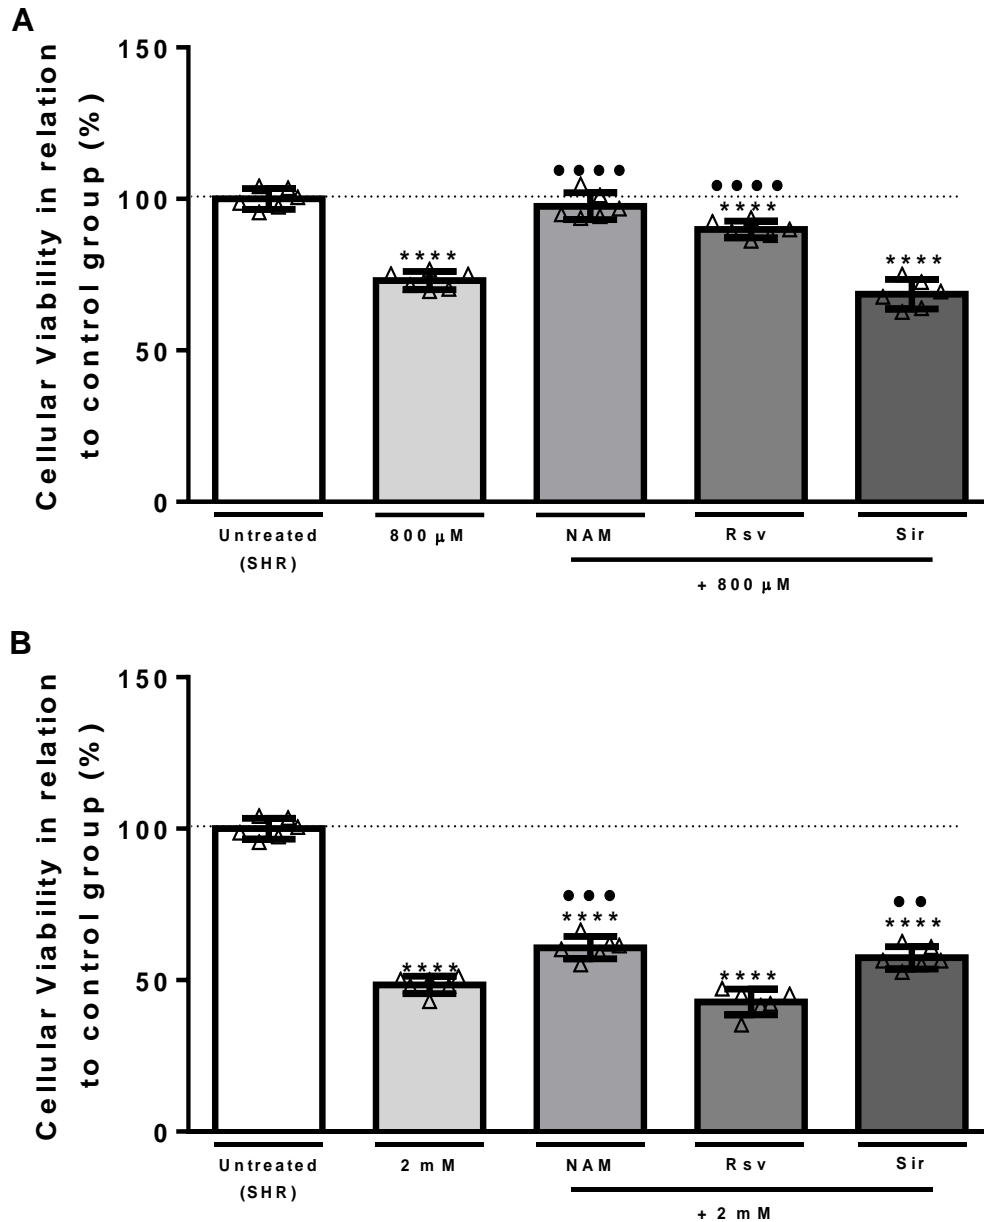 A
Cellular Viability in relation
to control group (%)
150
100
50
0
●●●●
●●●●
****
****
****
Untreated
(SHR)
800 µM
NAM
Rsv
Sir
+ 800 µM
B
Cellular Viability in relation
to control group (%)
150
100
50
0
●●●
●●
****
****
****
****
Untreated
(SHR)
2 mM
NAM
Rsv
Sir
+ 2 mM